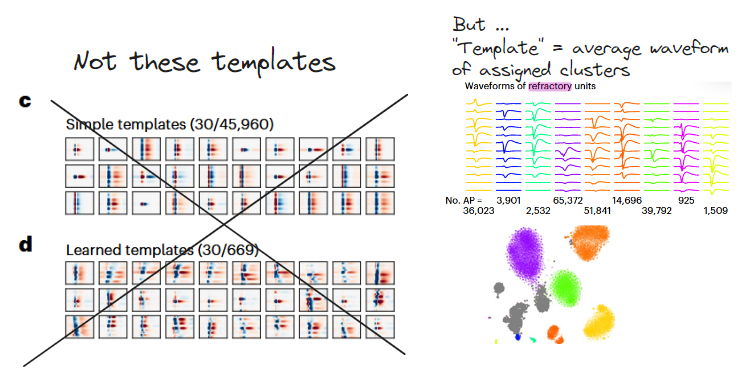 Not these templates
c
Simple templates (30/45,960)
d
Learned templates (30/669)
But ...
"Template" = average waveform
of assigned clusters
Waveforms of refractory units
No. AP = 3,901 65,372 14,696 925
36,023 2,532 51,841 39,792 1,509